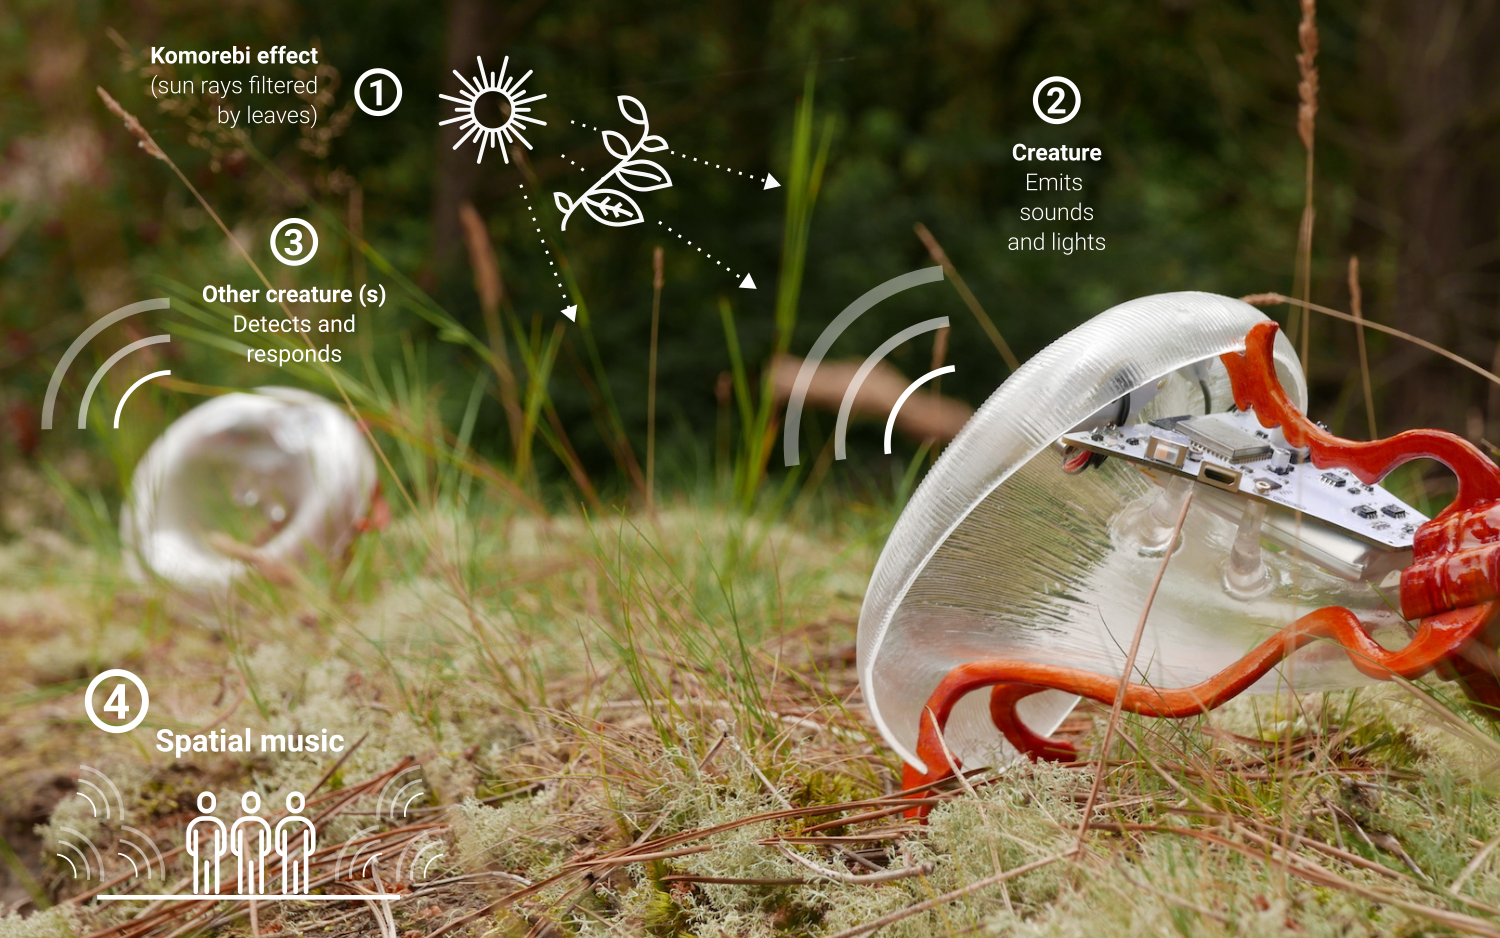 Komorebi effect
(sun rays filtered
by leaves)
1
2
Creature
Emits
sounds
and lights
3
Other creature (s)
Detects and
responds
4
Spatial music